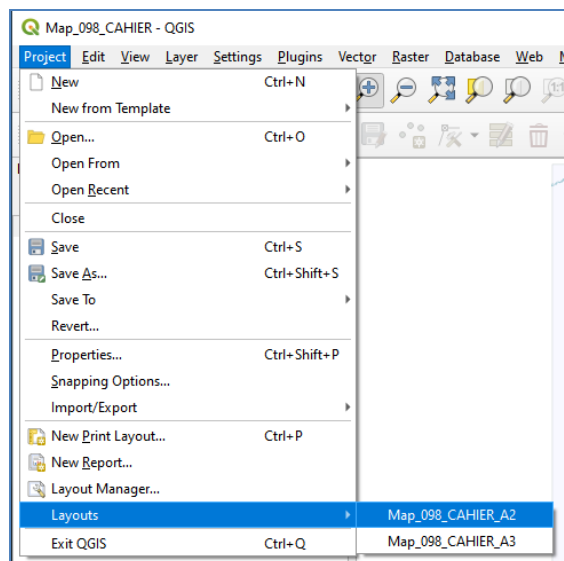 Map_098_CAHIER - QGIS
Project Edit View Layer Settings Plugins Vector Raster Database Web
New Ctrl+N
New from Template
Open... Ctrl+O
Open From
Open Recent
Close
Save Ctrl+S
Save As... Ctrl+Shift+S
Save To
Revert...
Properties... Ctrl+Shift+P
Snapping Options...
Import/Export
New Print Layout... Ctrl+P
New Report...
Layout Manager...
Layouts Map_098_CAHIER_A2
Exit QGIS Ctrl+Q Map_098_CAHIER_A3